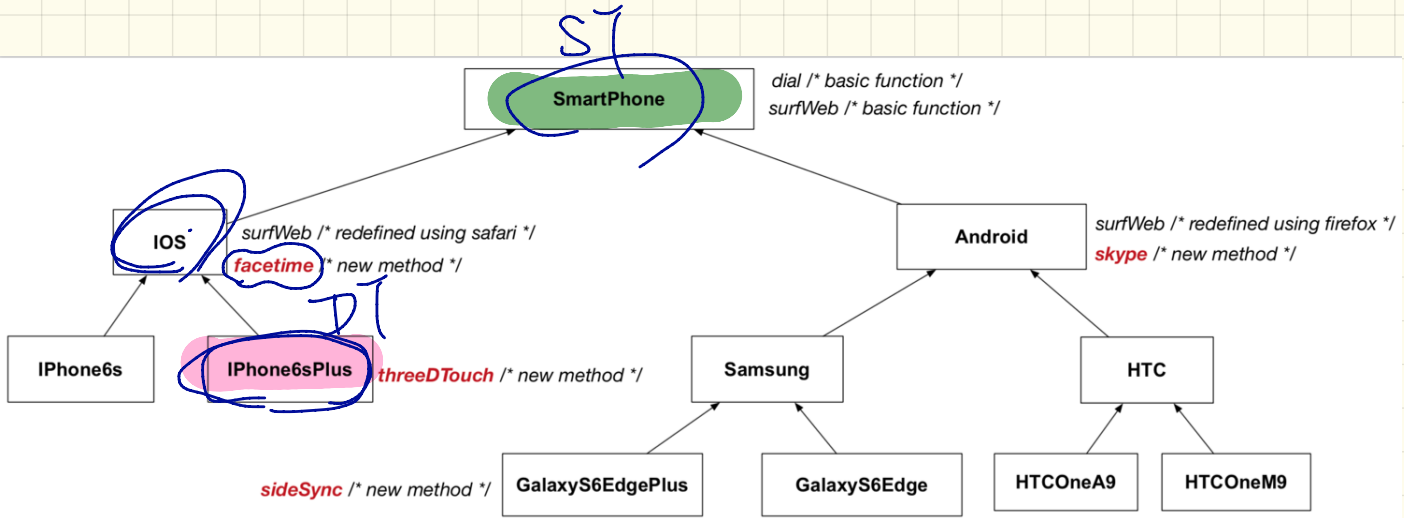 ST
SmartPhone
dial /* basic function */
surfWeb /* basic function */
IOS
surfWeb /* redefined using safari */
facetime /* new method */
Android
surfWeb /* redefined using firefox */
skype /* new method */
DT
IPhone6s
IPhone6sPlus
threeDTouch /* new method */
Samsung
HTC
sideSync /* new method */
GalaxyS6EdgePlus
GalaxyS6Edge
HTCOneA9
HTCOneM9